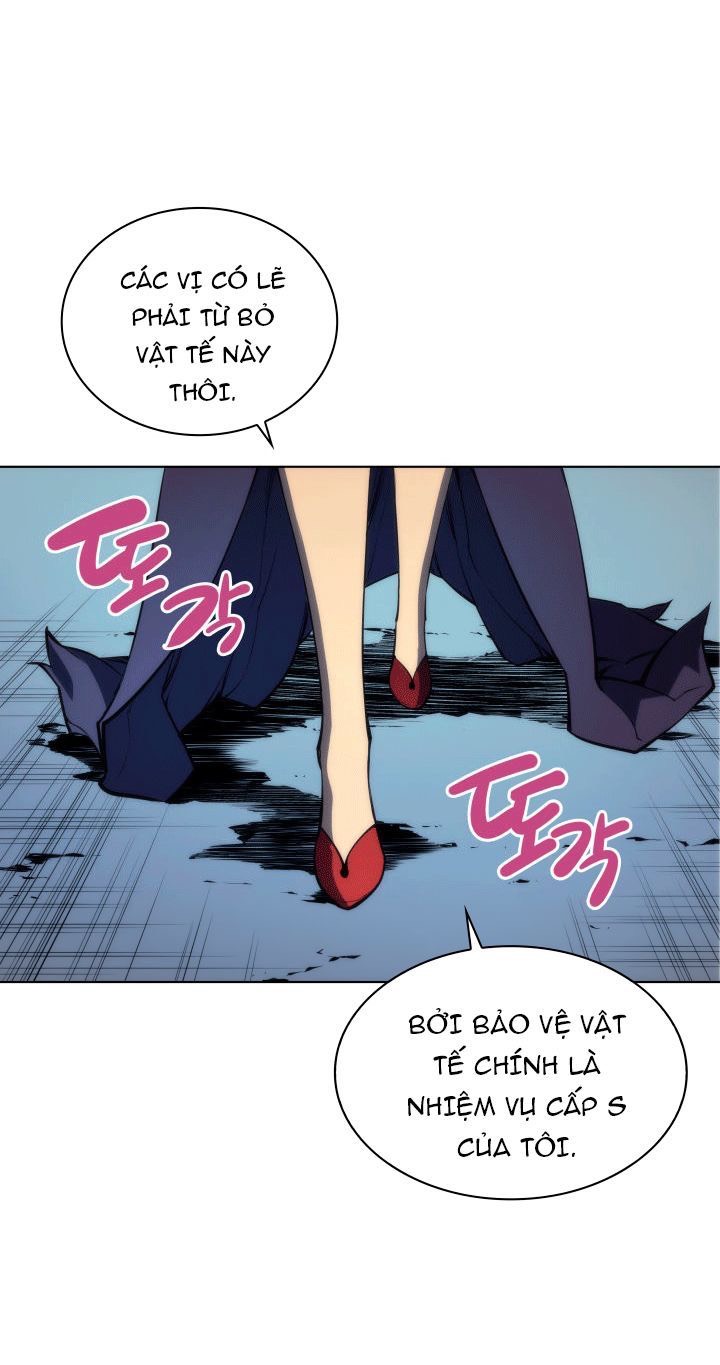 CÁC VỊ CÓ LẼ
PHẢI TỪ BỎ
VẬT TẾ NÀY
THÔI.
또각
또각
BỞI BẢO VỆ VẬT
TẾ CHÍNH LÀ
NHIỆM VỤ CẤP S
CỦA TÔI.